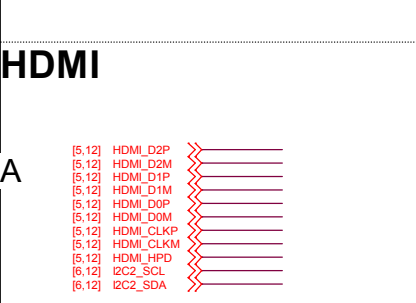 HDMI
A
[5,12] HDMI_D2P
[5,12] HDMI_D2M
[5,12] HDMI_D1P
[5,12] HDMI_D1M
[5,12] HDMI_D0P
[5,12] HDMI_D0M
[5,12] HDMI_CLKP
[5,12] HDMI_CLKM
[5,12] HDMI_HPD
[6,12] I2C2_SCL
[6,12] I2C2_SDA